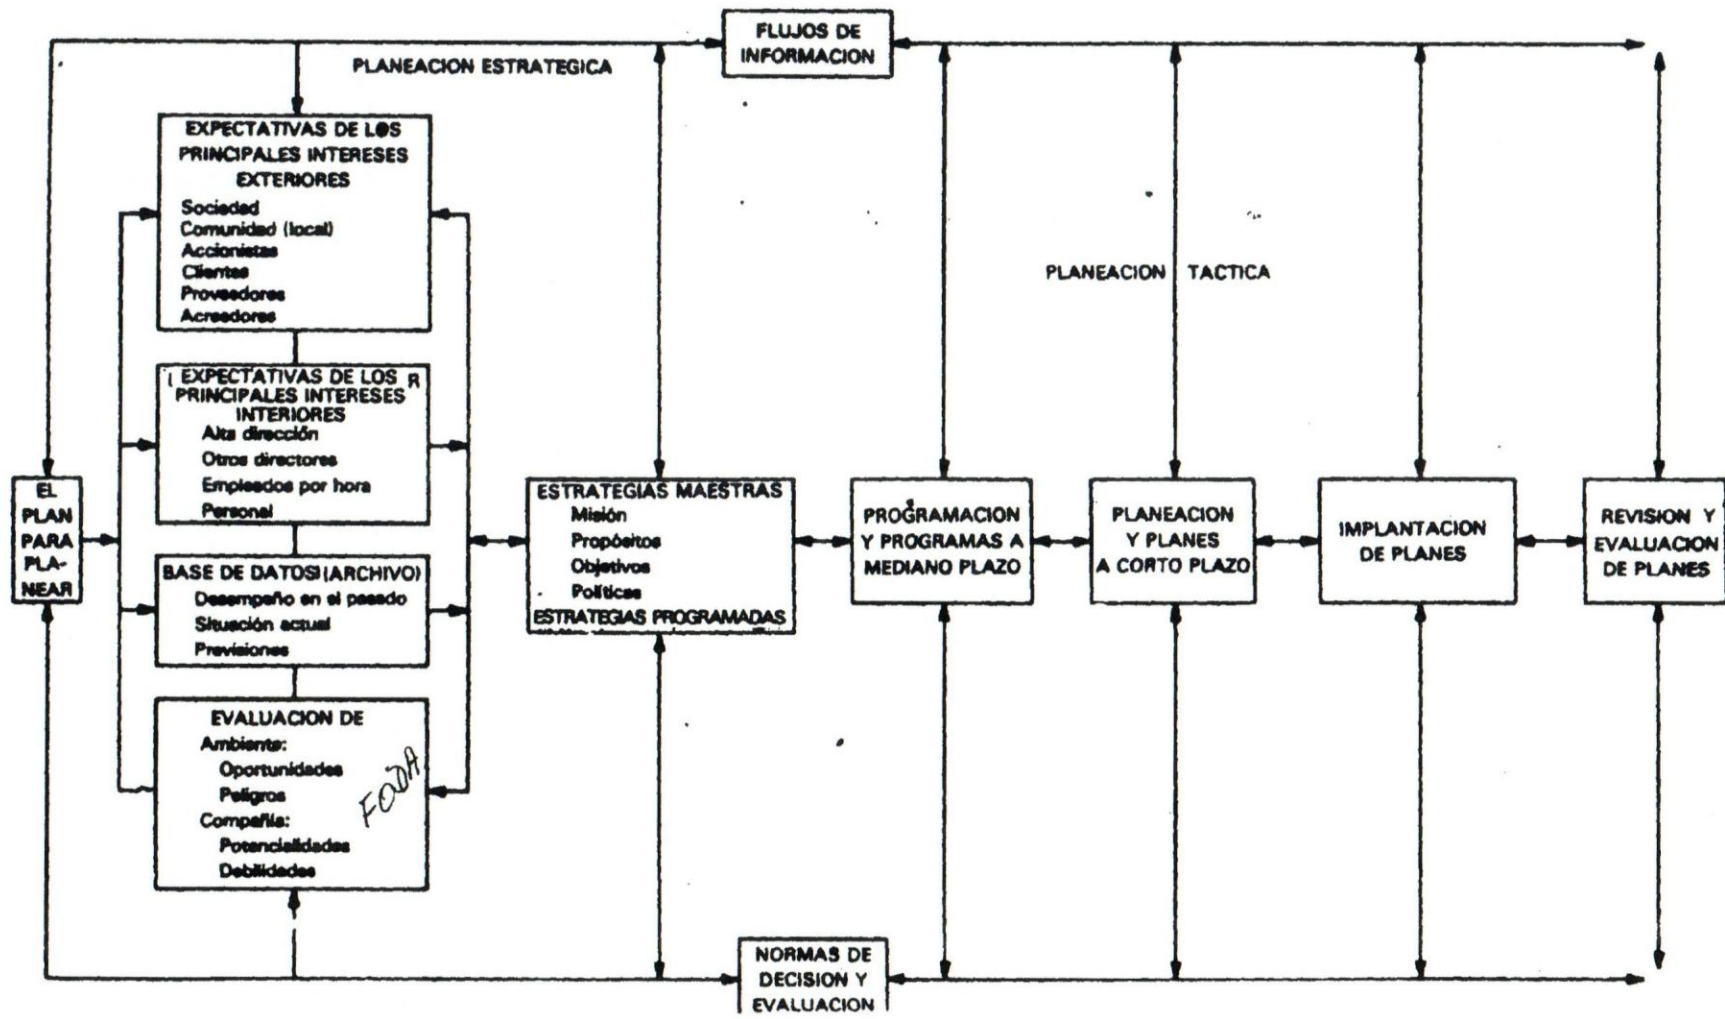 FLUJOS DE
INFORMACION
PLANEACION ESTRATEGICA
EXPECTATIVAS DE LOS
PRINCIPALES INTERESES
EXTERIORES
Sociedad
Comunidad (local)
Accionistas
Clientes
Proveedores
Acreedores
PLANEACION TACTICA
( EXPECTATIVAS DE LOS R
PRINCIPALES INTERESES
INTERIORES
Alta dirección
Otros directores
Empleados por hora
Personal
EL
PLAN
PARA
PLA-
NEAR
BASE DE DATOS (ARCHIVO)
Desempeño en el pasado
Situación actual
Previsiones
EVALUACION DE
Ambiente:
Oportunidades
Peligros
Compañía:
Potencialidades
Debilidades
FODA
ESTRATEGIAS MAESTRAS
Misión
Propósitos
Objetivos
Políticas
ESTRATEGIAS PROGRAMADAS
PROGRAMACION
Y PROGRAMAS A
MEDIANO PLAZO
PLANEACION
Y PLANES
A CORTO PLAZO
IMPLANTACION
DE PLANES
REVISION Y
EVALUACION
DE PLANES
NORMAS DE
DECISION Y
EVALUACION